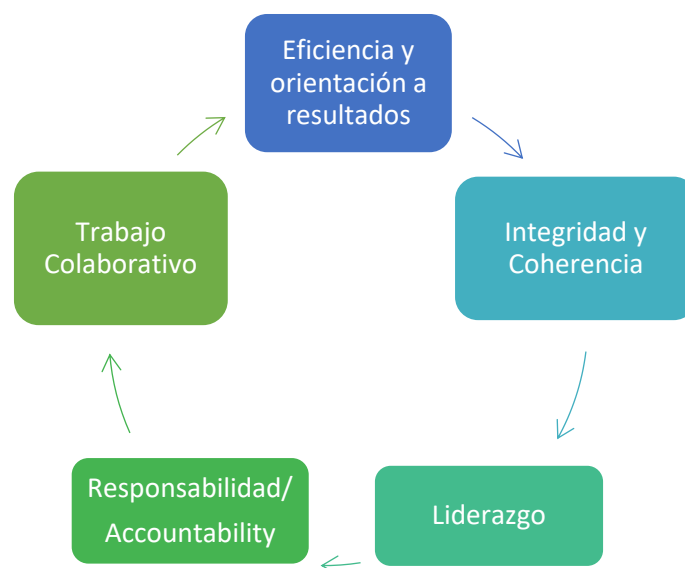 Eficiencia y
orientación a
resultados
Integridad y
Coherencia
Liderazgo
Responsabilidad/
Accountability
Trabajo
Colaborativo